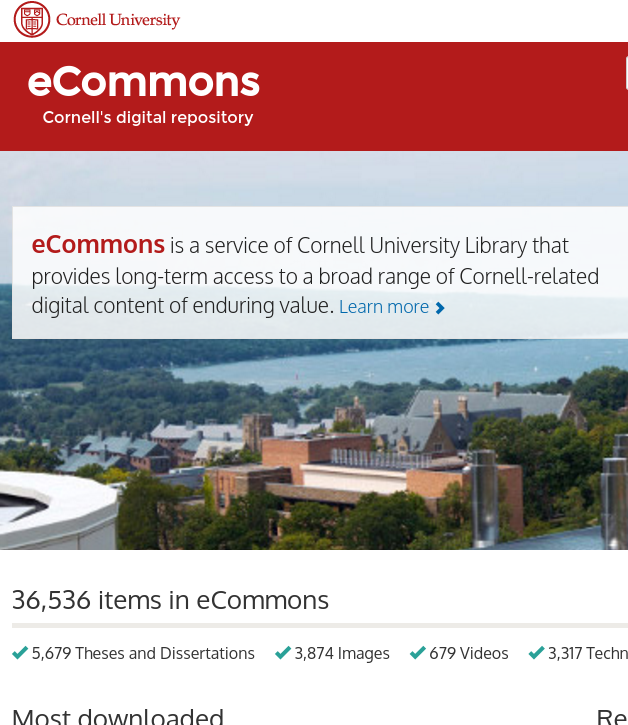 Cornell University
eCommons
Cornell's digital repository
eCommons is a service of Cornell University Library that
provides long-term access to a broad range of Cornell-related
digital content of enduring value. Learn more
36,536 items in eCommons
5,679 Theses and Dissertations 3,874 Images 679 Videos 3,317 Techn
Most downloaded Re